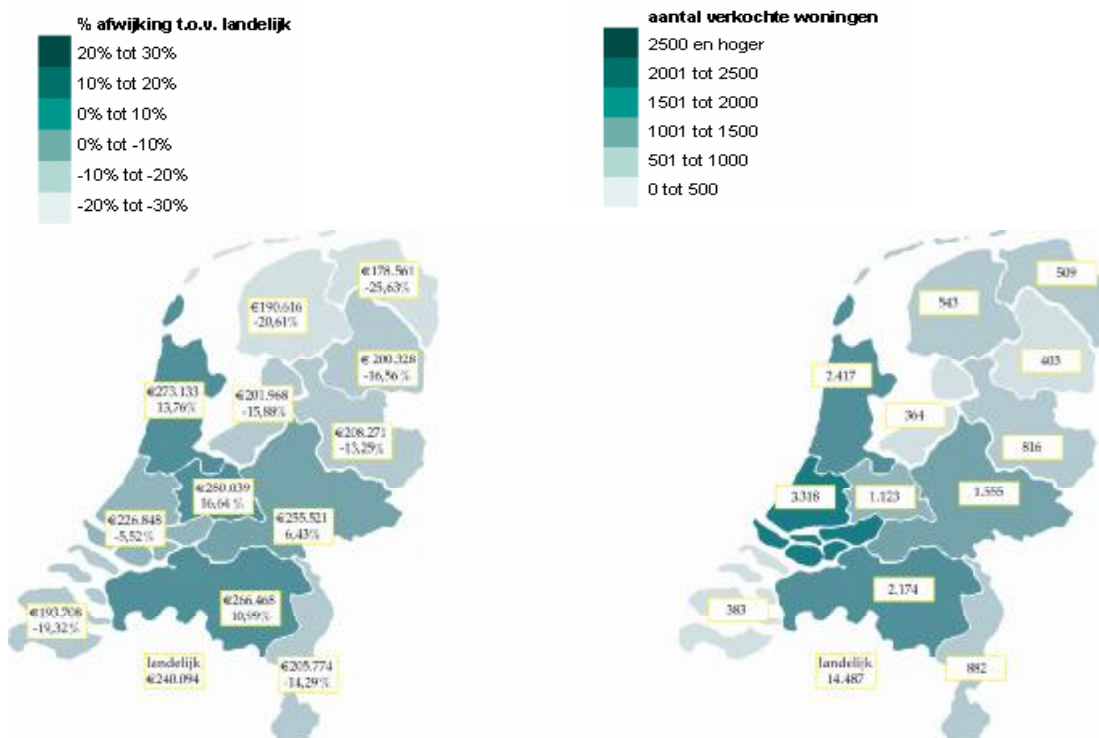 % afwijking t.o.v. landelijk
20% tot 30%
10% tot 20%
0% tot 10%
0% tot -10%
-10% tot -20%
-20% tot -30%
aantal verkochte woningen
2500 en hoger
2001 tot 2500
1501 tot 2000
1001 tot 1500
501 tot 1000
0 tot 500
€178.561
-25,63%
€190.616
-20,61%
€ 200.328
-16,56 %
€273.133
13,76%
€201.968
-15,88%
€208.271
-13,25%
€280.039
16,64 %
€226.848
-5,52%
€255.521
6,43%
€266.468
10,99%
€193.708
-19,32%
landelijk
€240.094
€205.774
-14,29%
509
543
403
2.417
364
816
3.318
1.123
1.555
2.174
383
landelijk
14.487
882